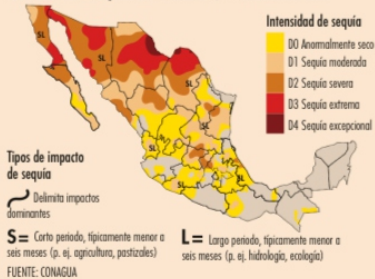 Intensidad de sequía
D0 Anormalmente seco
D1 Sequía moderada
D2 Sequía severa
D3 Sequía extrema
D4 Sequía excepcional
SL
SL
SL
SL
SL
SL
SL
SL
Tipos de impacto
de sequía
Delimita impactos
dominantes
S= Corto periodo, típicamente menor a
seis meses (p. ej. agricultura, pastizales)
L= Largo periodo, típicamente menor a
seis meses (p. ej. hidrología, ecología)
FUENTE: CONAGUA